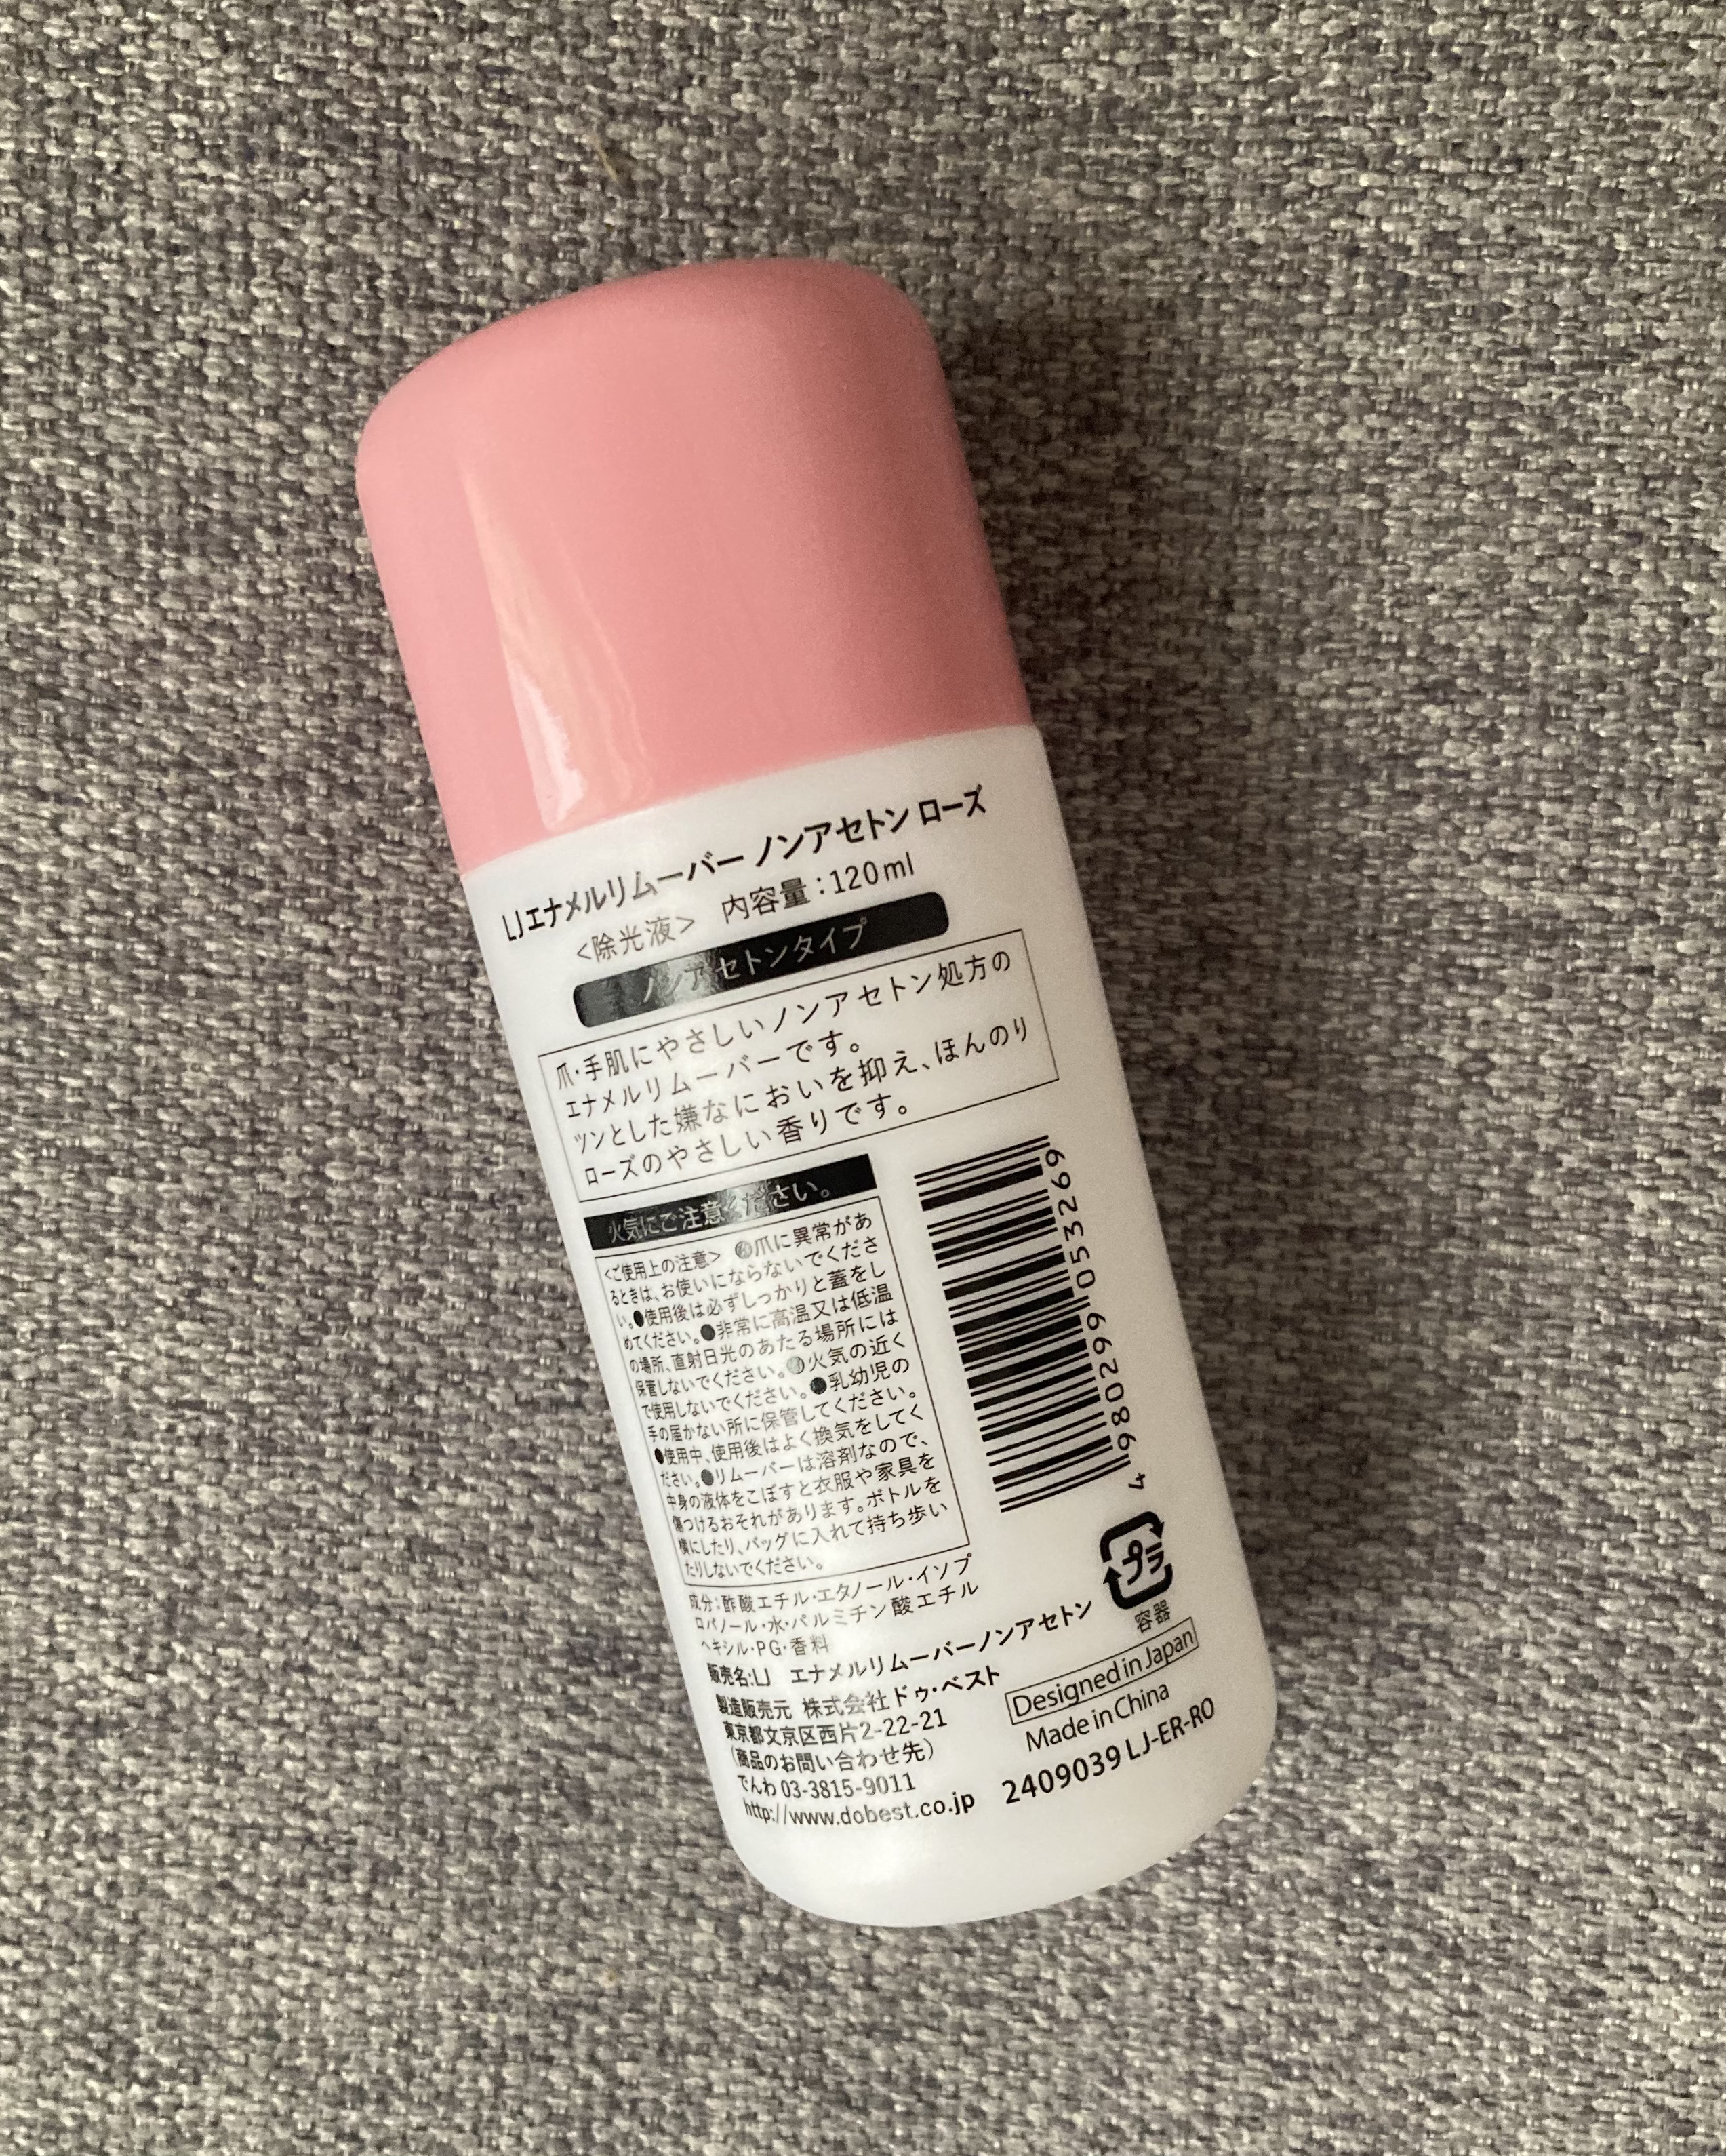 LJエナメルリムーバー ノンアセトン ローズ
<除光液> 内容量:120ml
ノンアセトンタイプ
爪・手肌にやさしいノンアセトン処方の
エナメルリムーバーです。
ツンとした嫌なにおいを抑え、ほんのり
ローズのやさしい香りです。
火気にご注意ください。
<ご使用上の注意> ●爪に異常があ
るときは、お使いにならないでくださ
い。●使用後は必ずしっかりと蓋をし
めてください。●非常に高温又は低温
の場所、直射日光のあたる場所には
保管しないでください。●火気の近く
で使用しないでください。●乳幼児の
手の届かない所に保管してください。
●使用中、使用後はよく換気をしてく
ださい。●リムーバーは溶剤なので、
中身の液体をこぼすと衣服や家具を
傷つけるおそれがあります。ボトルを
横にしたり、バッグに入れて持ち歩い
たりしないでください。
4 980299 053269
成分:酢酸エチル・エタノール・イソプ
ロパノール・水・パルミチン酸エチル
ヘキシル・PG・香料
販売名:LJ エナメルリムーバーノンアセトン
製造販売元 株式会社ドゥ・ベスト
東京都文京区西片2-22-21
(商品のお問い合わせ先)
でんわ 03-3815-9011
http://www.dobest.co.jp
プラ
容器
Designed in Japan
Made in China
2409039 LJ-ER-RO